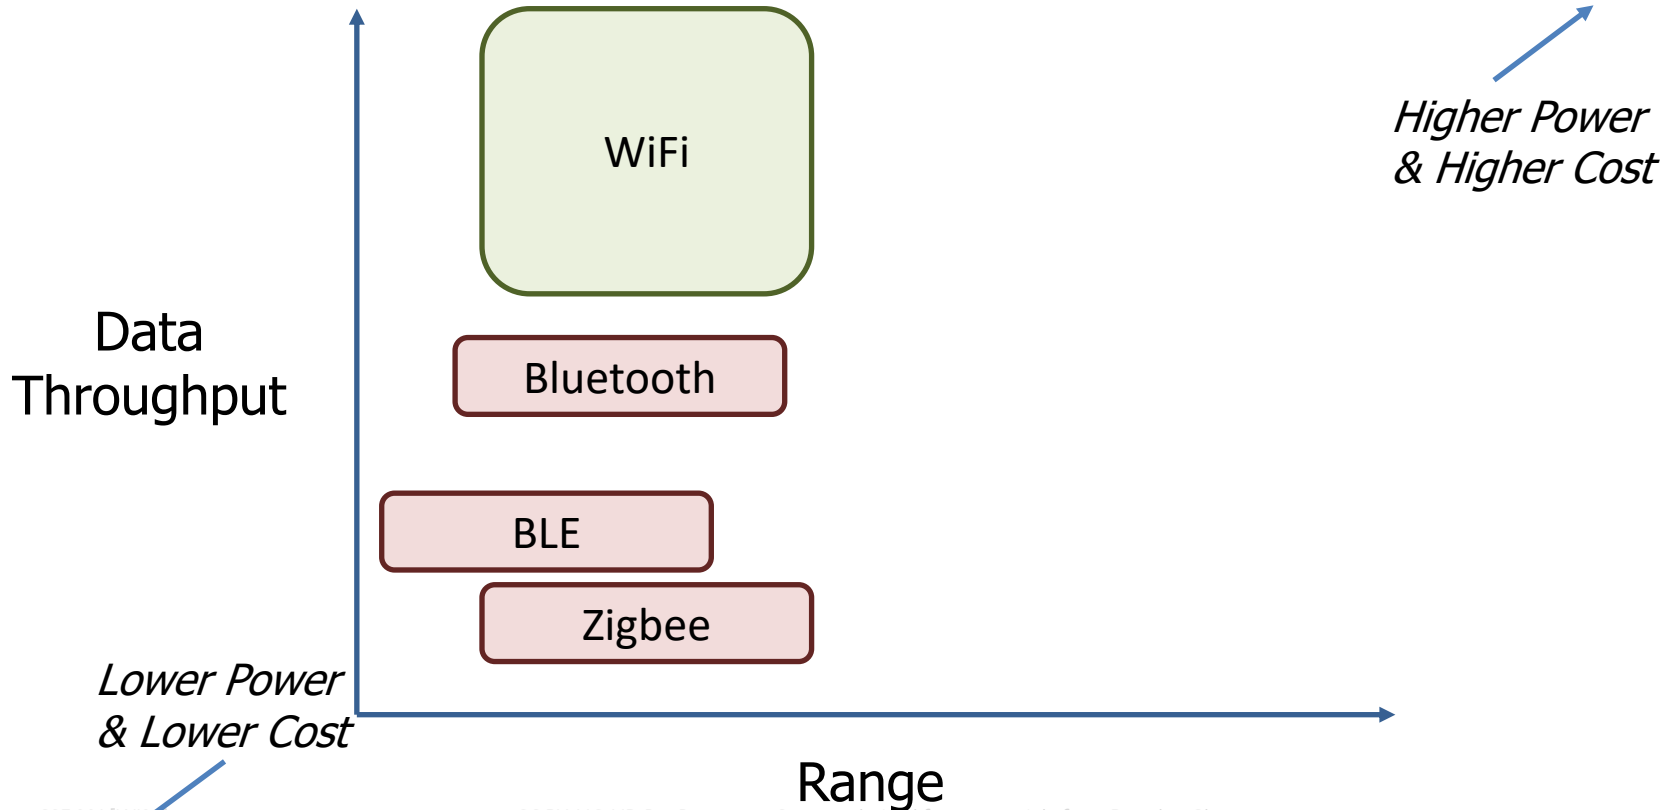 WiFi
Higher Power
& Higher Cost
Data
Throughput
Bluetooth
BLE
Zigbee
Lower Power
& Lower Cost
Range